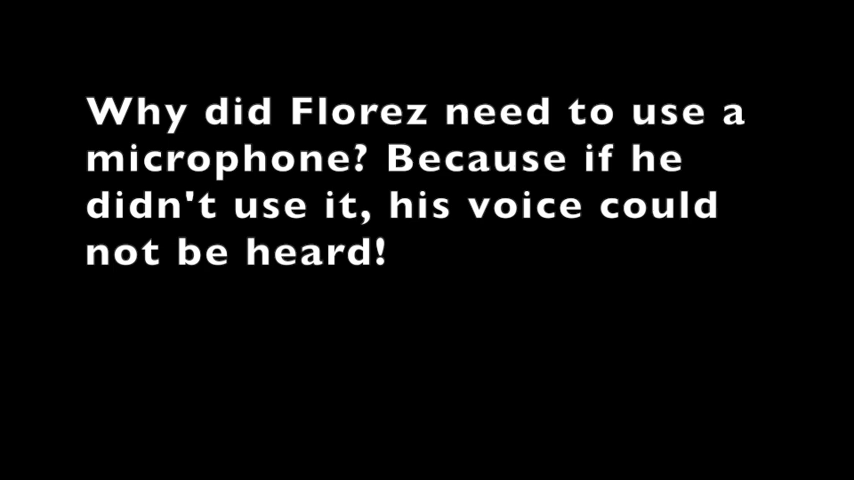 Why did Florez need to use a
microphone? Because if he
didn't use it, his voice could
not be heard!